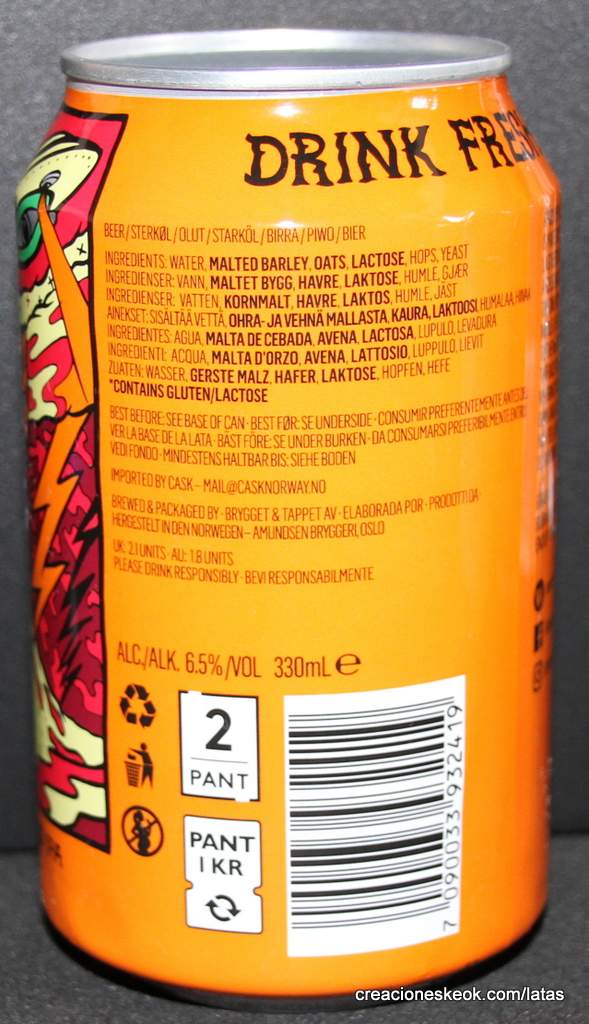 DRINK FRES
BEER/STERKØL/OLUT/STARKÖL/BIRRA/PIWO/BIER
INGREDIENTS: WATER, MALTED BARLEY, OATS, LACTOSE, HOPS, YEAST
INGREDIENSER: VANN, MALTET BYGG, HAVRE, LAKTOSE, HUMLE, GJÆR
INGREDIENSER: VATTEN, KORNMALT, HAVRE, LAKTOS, HUMLE, JÄST
AINEKSET: SISÄLTÄÄ VETTÄ, OHRA- JA VEHNÄ MALLASTA, KAURA, LAKTOOSI, HUMALAA,
INGREDIENTES: AGUA, MALTA DE CEBADA, AVENA, LACTOSA, LUPULO, LEVADURA
INGREDIENTI: ACQUA, MALTA D'ORZO, AVENA, LATTOSIO, LUPPULO, LIEVIT
ZUATEN: WASSER, GERSTE MALZ, HAFER, LAKTOSE, HOPFEN, HEFE
*CONTAINS GLUTEN/LACTOSE
BEST BEFORE: SEE BASE OF CAN · BEST FØR: SE UNDERSIDE · CONSUMIR PREFERENTEMENTE ANTES DE
VER LA BASE DE LA LATA · BÄST FÖRE: SE UNDER BURKEN · DA CONSUMARSI PREFERIBILMENTE ENTRO
VEDI FONDO · MINDESTENS HALTBAR BIS: SIEHE BODEN
IMPORTED BY CASK – MAIL@CASKNORWAY.NO
BREWED & PACKAGED BY · BRYGGET & TAPPET AV · ELABORADA POR · PRODOTTI DA ·
HERGESTELT IN DEN NORWEGEN – AMUNDSEN BRYGGERI, OSLO
UK: 2.1 UNITS · AU: 1.8 UNITS
PLEASE DRINK RESPONSIBLY · BEVI RESPONSABILMENTE
ALC./ALK. 6.5%/VOL 330mL ℮
2
PANT
PANT
1 KR
7 090033 932419
creacioneskeok.com/latas